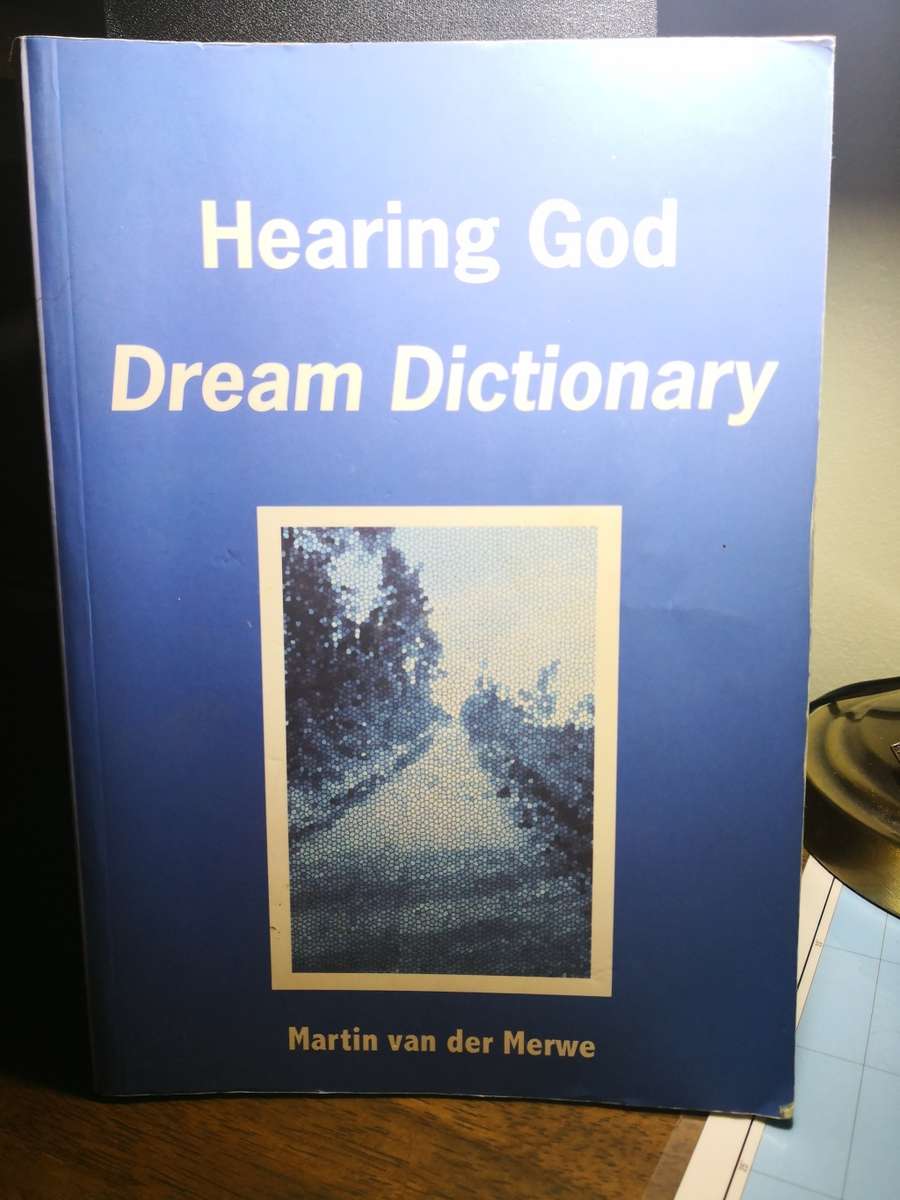 Hearing God
Dream Dictionary
Martin van der Merwe